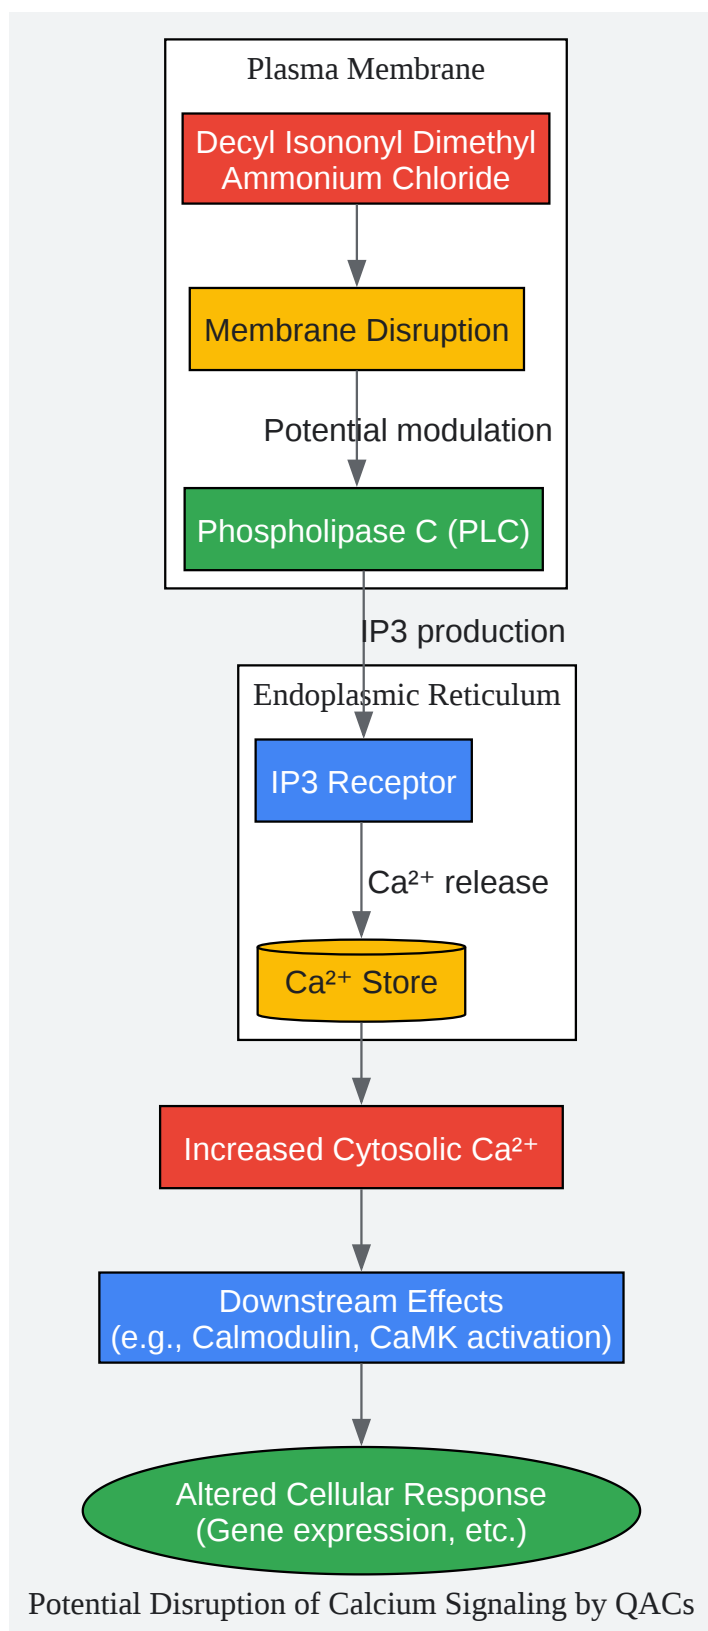 Plasma Membrane
Decyl Isononyl Dimethyl
Ammonium Chloride
Membrane Disruption
Potential modulation
Phospholipase C (PLC)
IP3 production
Endoplasmic Reticulum
IP3 Receptor
Ca²⁺ release
Ca²⁺ Store
Increased Cytosolic Ca²⁺
Downstream Effects
(e.g., Calmodulin, CaMK activation)
Altered Cellular Response
(Gene expression, etc.)
Potential Disruption of Calcium Signaling by QACs